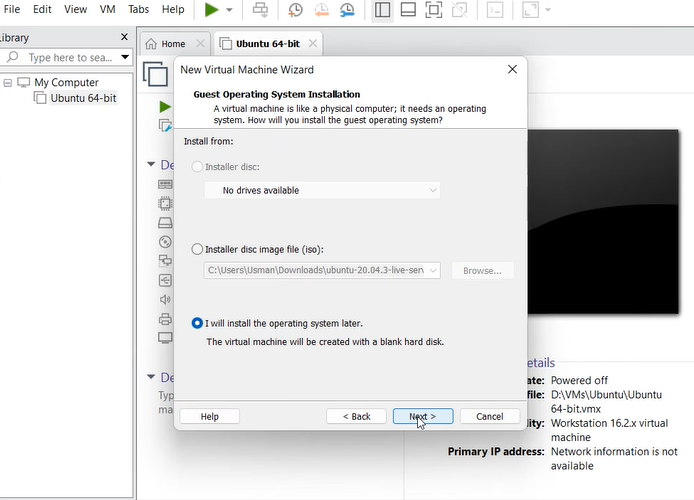 File Edit View VM Tabs Help
Library
Type here to sea...
My Computer
Ubuntu 64-bit
Home
Ubuntu 64-bit
New Virtual Machine Wizard
Guest Operating System Installation
A virtual machine is like a physical computer; it needs an operating
system. How will you install the guest operating system?
Install from:
Installer disc:
No drives available
Installer disc image file (iso):
C:\Users\Usman\Downloads\ubuntu-20.04.3-live-serv
Browse...
I will install the operating system later.
The virtual machine will be created with a blank hard disk.
Help
< Back
Next >
Cancel
De
De
Typ
ma
etails
ate: Powered off
file: D:\VMs\Ubuntu\Ubuntu
64-bit.vmx
lity: Workstation 16.2.x virtual
machine
Primary IP address: Network information is not
available